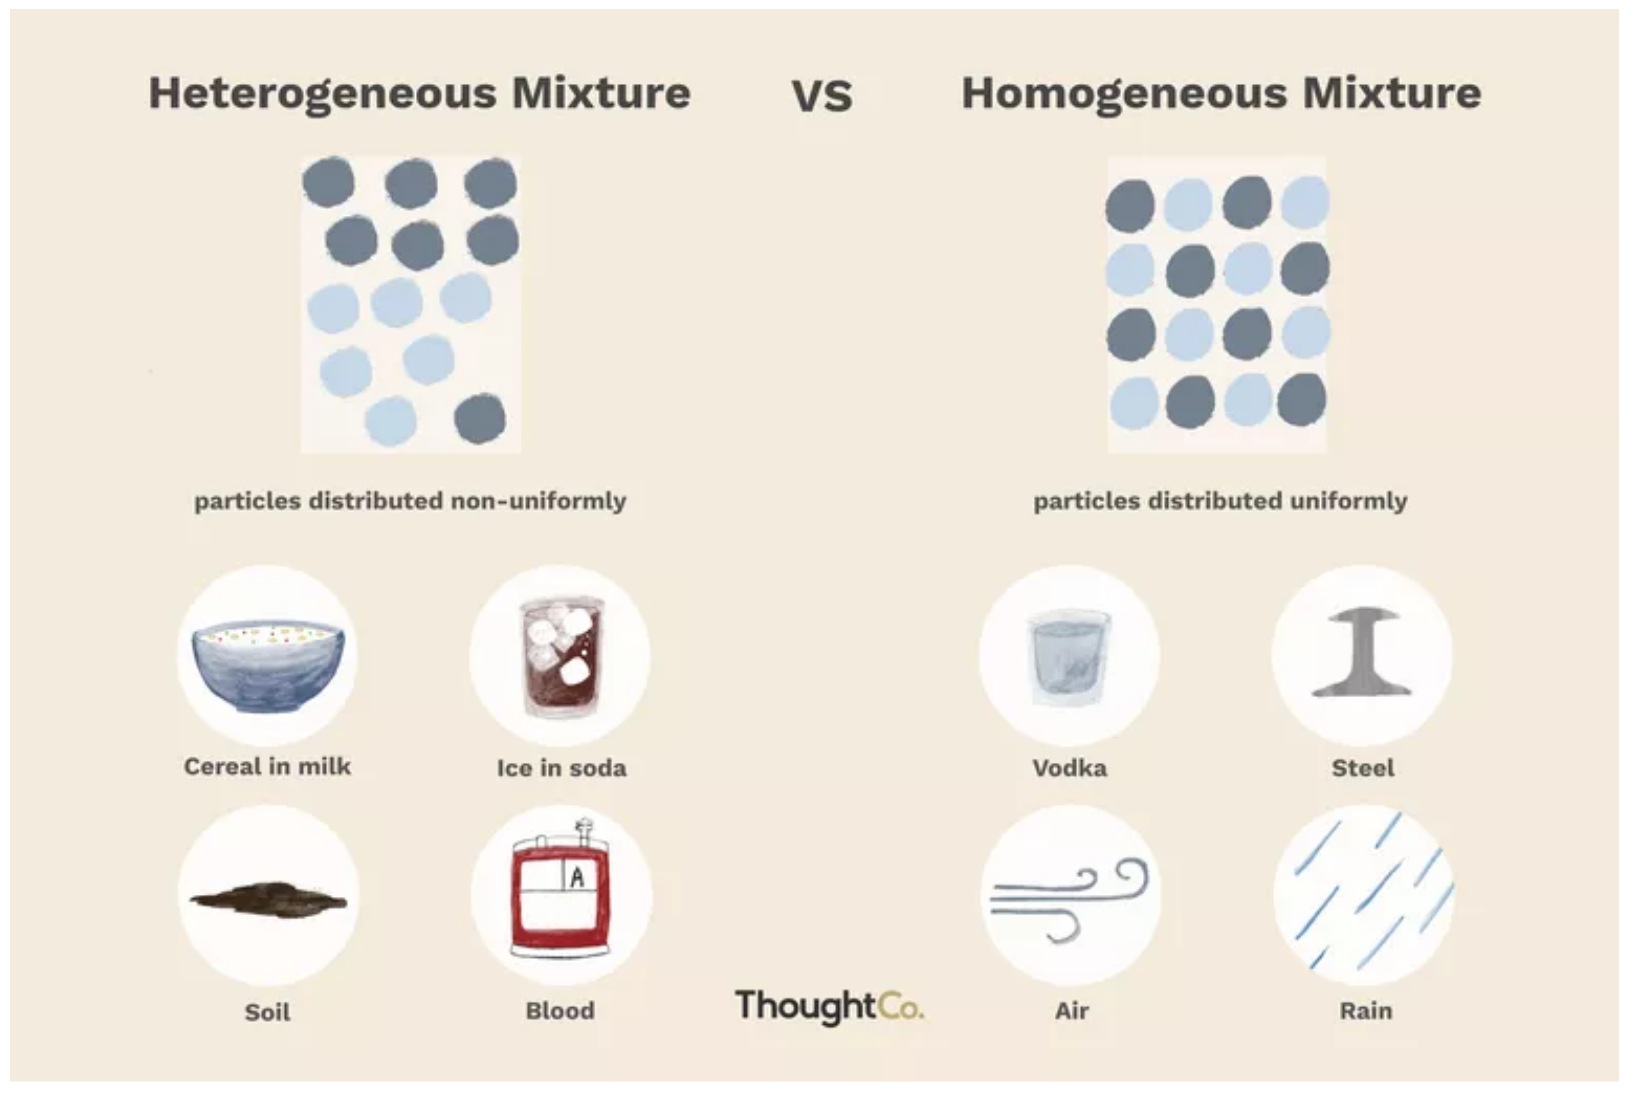 Heterogeneous Mixture
VS
Homogeneous Mixture
particles distributed non-uniformly
particles distributed uniformly
Cereal in milk
Ice in soda
Vodka
Steel
A
Soil
Blood
ThoughtCo.
Air
Rain